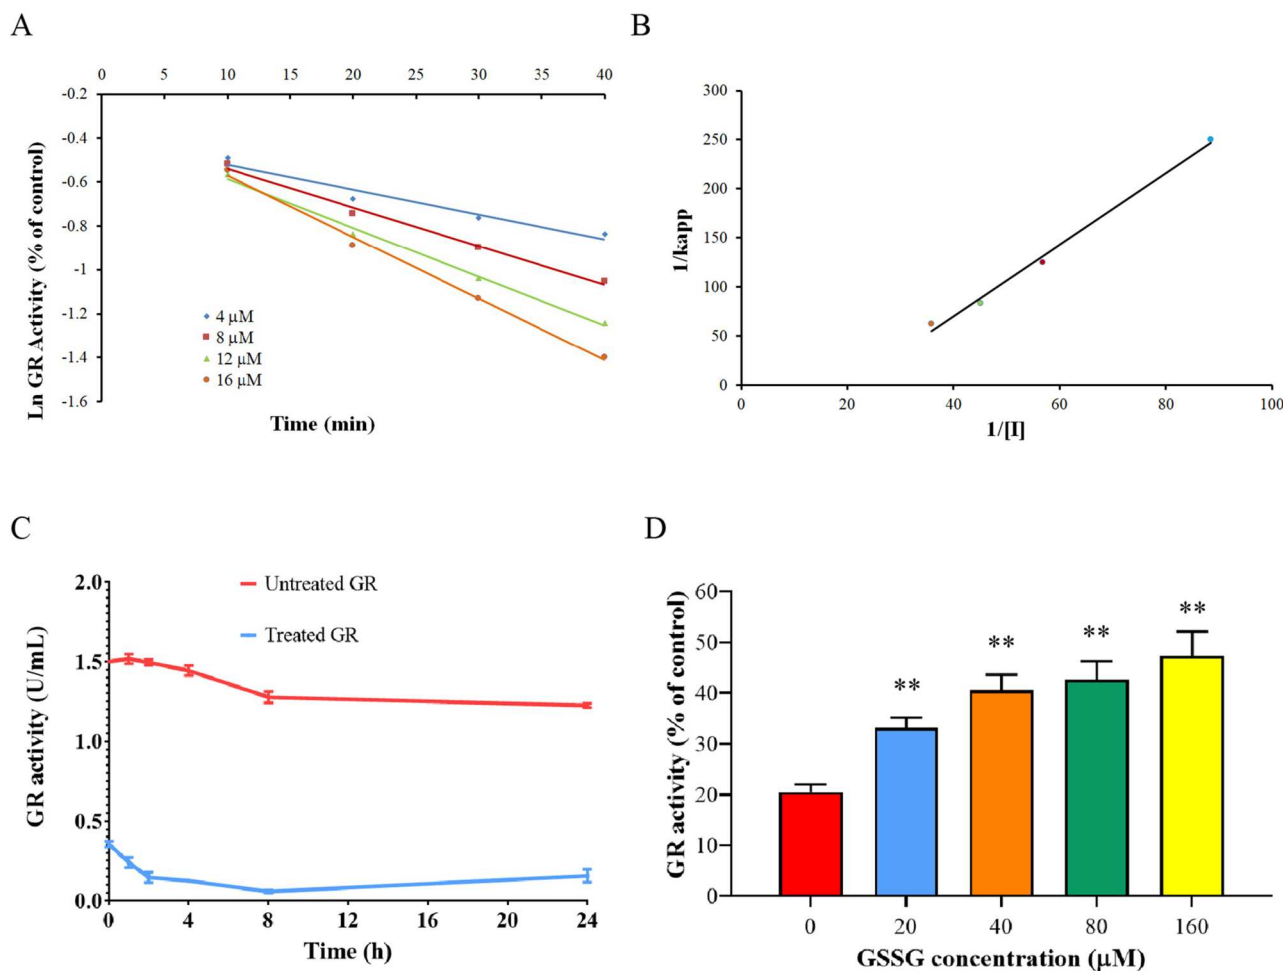 A
0 5 10 15 20 25 30 35 40
-0.2
-0.4
-0.6
-0.8
-1
-1.2
-1.4
-1.6
Ln GR Activity (% of control)
4 µM
8 µM
12 µM
16 µM
Time (min)
B
300
250
200
150
100
50
0
1/kapp
0 20 40 60 80 100
1/[I]
C
Untreated GR
Treated GR
2.0
1.5
1.0
0.5
0.0
GR activity (U/mL)
0 4 8 12 16 20 24
Time (h)
D
60
50
40
30
20
10
0
GR activity (% of control)
** ** ** **
0 20 40 80 160
GSSG concentration (µM)